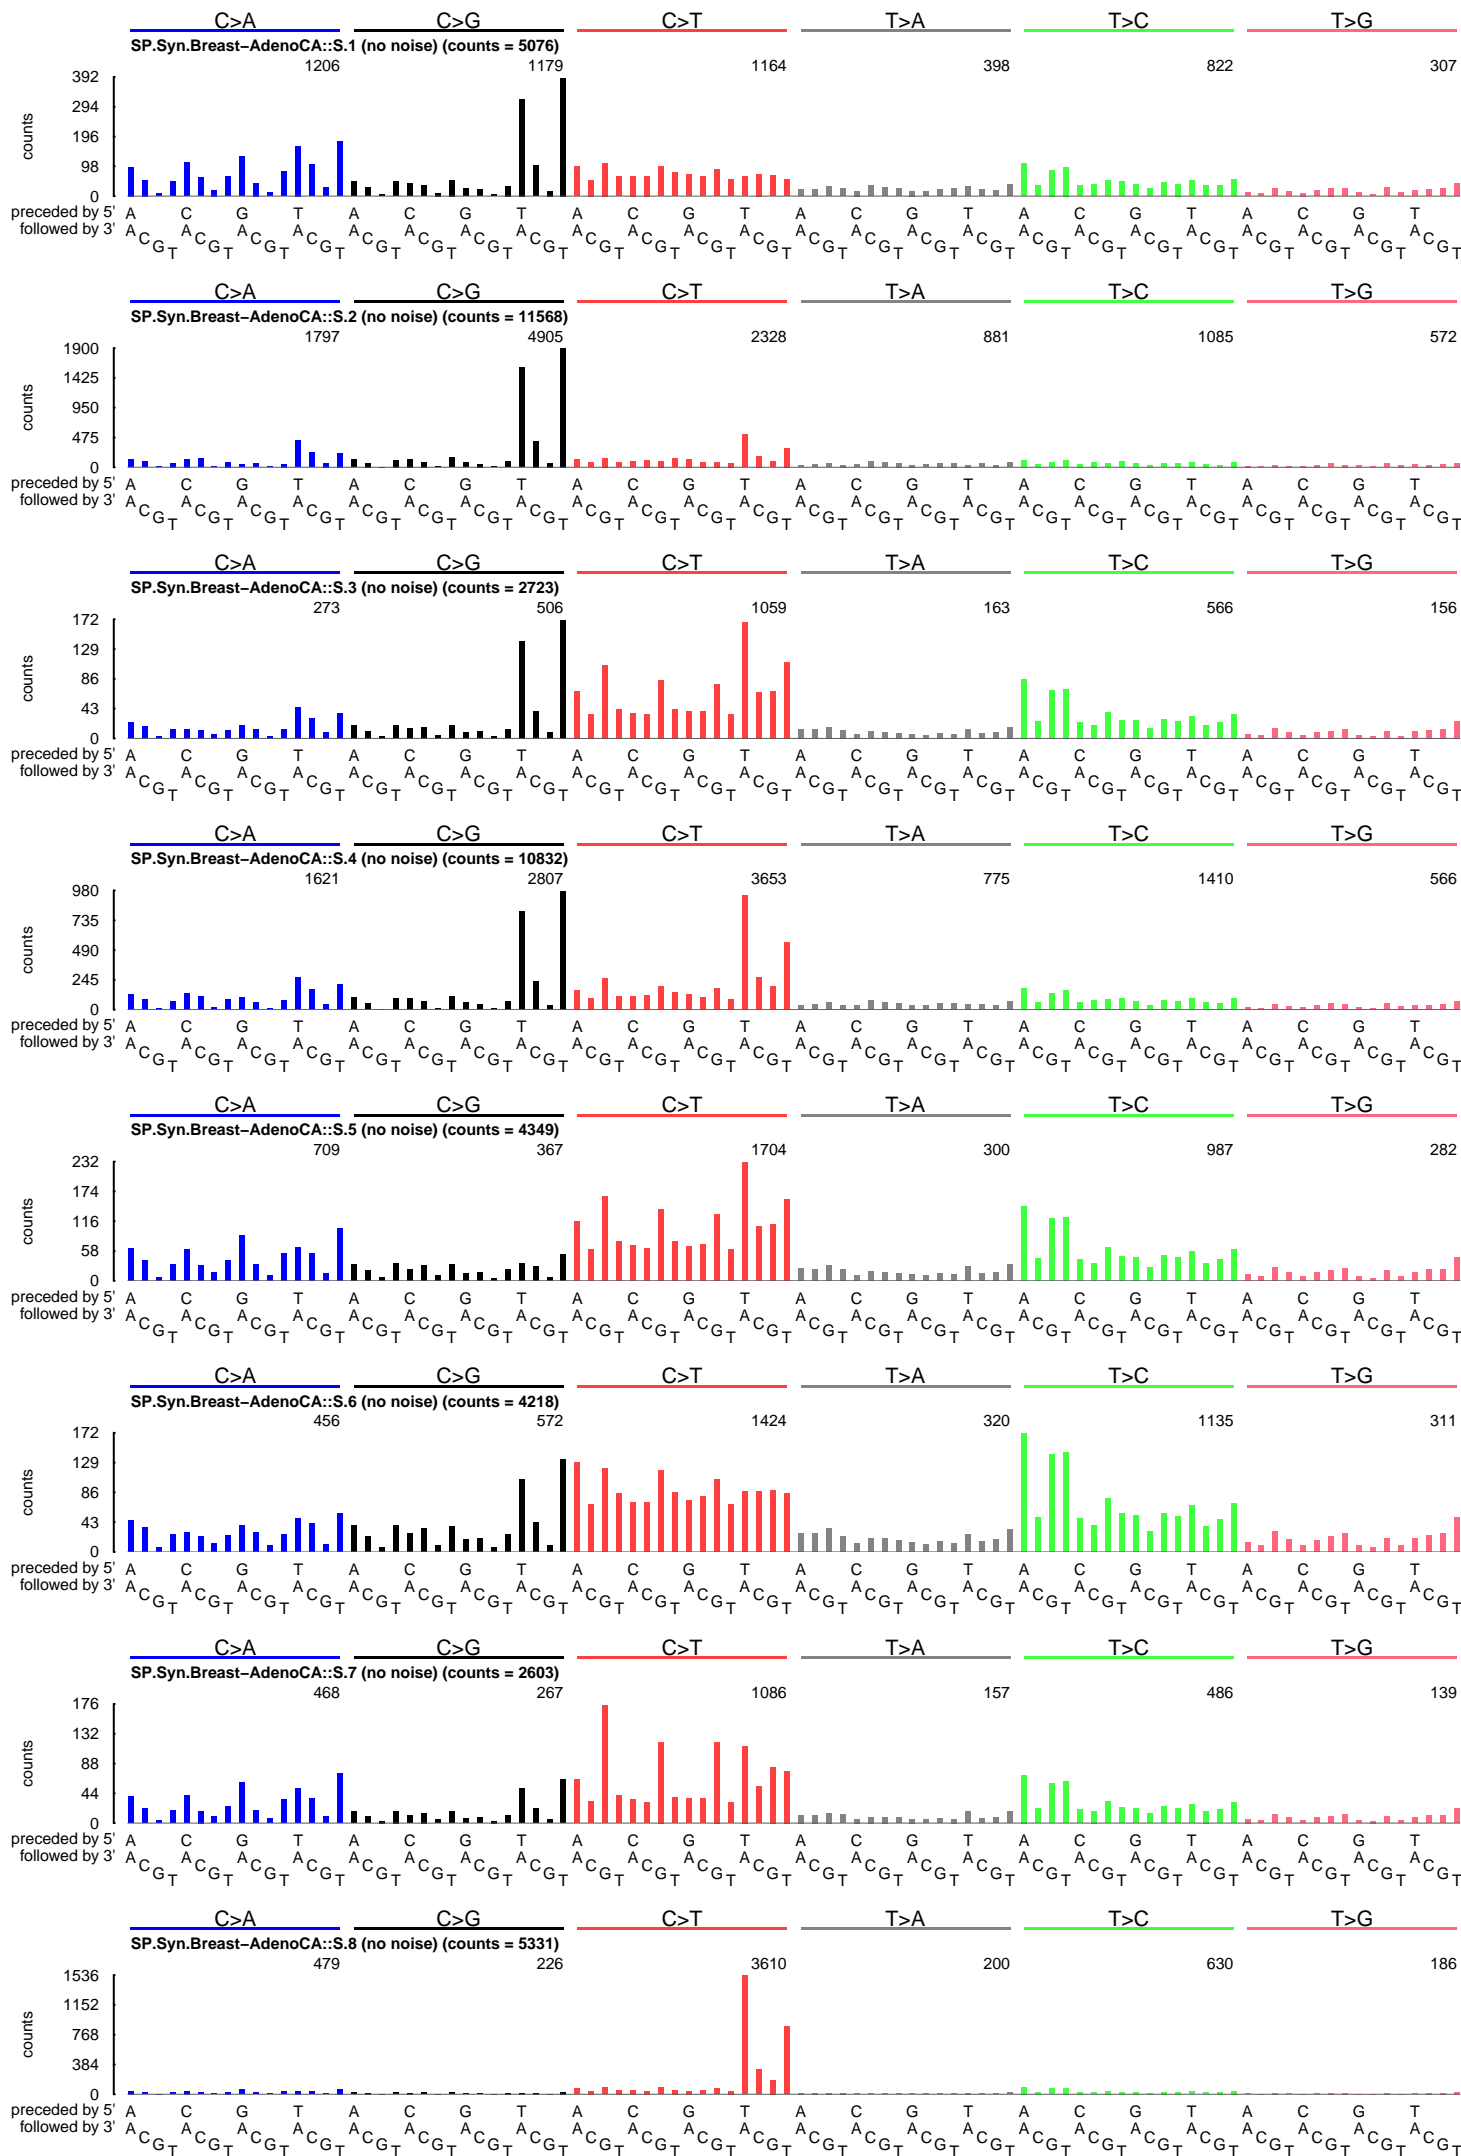 C>A C>G C>T T>A T>C T>G
SP.Syn.Breast–AdenoCA::S.1 (no noise) (counts = 5076)
1206 1179 1164 398 822 307
392
294
196
98
0
counts
preceded by 5' A C G T A C G T A C G T A C G T A C G T A C G T
followed by 3' A C G T A C G T A C G T A C G T A C G T A C G T A C G T A C G T A C G T A C G T A C G T A C G T A C G T A C G T A C G T A C G T A C G T A C G T A C G T A C G T A C G T A C G T A C G T A C G T
C>A C>G C>T T>A T>C T>G
SP.Syn.Breast–AdenoCA::S.2 (no noise) (counts = 11568)
1797 4905 2328 881 1085 572
1900
1425
950
475
0
counts
preceded by 5' A C G T A C G T A C G T A C G T A C G T A C G T
followed by 3' A C G T A C G T A C G T A C G T A C G T A C G T A C G T A C G T A C G T A C G T A C G T A C G T A C G T A C G T A C G T A C G T A C G T A C G T A C G T A C G T A C G T A C G T A C G T A C G T
C>A C>G C>T T>A T>C T>G
SP.Syn.Breast–AdenoCA::S.3 (no noise) (counts = 2723)
273 506 1059 163 566 156
172
129
86
43
0
counts
preceded by 5' A C G T A C G T A C G T A C G T A C G T A C G T
followed by 3' A C G T A C G T A C G T A C G T A C G T A C G T A C G T A C G T A C G T A C G T A C G T A C G T A C G T A C G T A C G T A C G T A C G T A C G T A C G T A C G T A C G T A C G T A C G T A C G T
C>A C>G C>T T>A T>C T>G
SP.Syn.Breast–AdenoCA::S.4 (no noise) (counts = 10832)
1621 2807 3653 775 1410 566
980
735
490
245
0
counts
preceded by 5' A C G T A C G T A C G T A C G T A C G T A C G T
followed by 3' A C G T A C G T A C G T A C G T A C G T A C G T A C G T A C G T A C G T A C G T A C G T A C G T A C G T A C G T A C G T A C G T A C G T A C G T A C G T A C G T A C G T A C G T A C G T A C G T
C>A C>G C>T T>A T>C T>G
SP.Syn.Breast–AdenoCA::S.5 (no noise) (counts = 4349)
709 367 1704 300 987 282
232
174
116
58
0
counts
preceded by 5' A C G T A C G T A C G T A C G T A C G T A C G T
followed by 3' A C G T A C G T A C G T A C G T A C G T A C G T A C G T A C G T A C G T A C G T A C G T A C G T A C G T A C G T A C G T A C G T A C G T A C G T A C G T A C G T A C G T A C G T A C G T A C G T
C>A C>G C>T T>A T>C T>G
SP.Syn.Breast–AdenoCA::S.6 (no noise) (counts = 4218)
456 572 1424 320 1135 311
172
129
86
43
0
counts
preceded by 5' A C G T A C G T A C G T A C G T A C G T A C G T
followed by 3' A C G T A C G T A C G T A C G T A C G T A C G T A C G T A C G T A C G T A C G T A C G T A C G T A C G T A C G T A C G T A C G T A C G T A C G T A C G T A C G T A C G T A C G T A C G T A C G T
C>A C>G C>T T>A T>C T>G
SP.Syn.Breast–AdenoCA::S.7 (no noise) (counts = 2603)
468 267 1086 157 486 139
176
132
88
44
0
counts
preceded by 5' A C G T A C G T A C G T A C G T A C G T A C G T
followed by 3' A C G T A C G T A C G T A C G T A C G T A C G T A C G T A C G T A C G T A C G T A C G T A C G T A C G T A C G T A C G T A C G T A C G T A C G T A C G T A C G T A C G T A C G T A C G T A C G T
C>A C>G C>T T>A T>C T>G
SP.Syn.Breast–AdenoCA::S.8 (no noise) (counts = 5331)
479 226 3610 200 630 186
1536
1152
768
384
0
counts
preceded by 5' A C G T A C G T A C G T A C G T A C G T A C G T
followed by 3' A C G T A C G T A C G T A C G T A C G T A C G T A C G T A C G T A C G T A C G T A C G T A C G T A C G T A C G T A C G T A C G T A C G T A C G T A C G T A C G T A C G T A C G T A C G T A C G T